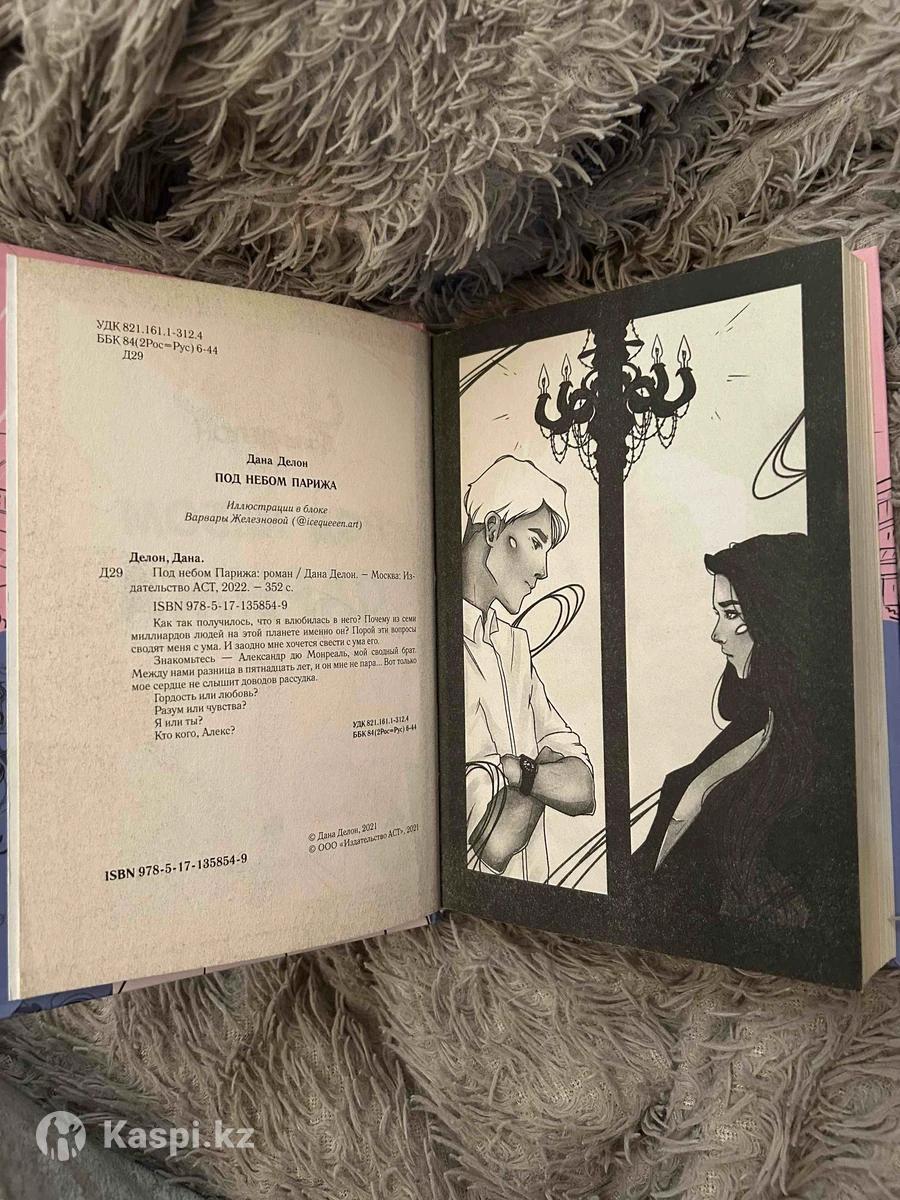 УДК 821.161.1-312.4
ББК 84(2Рос=Рус) 6-44
Д29
Дана Делон
ПОД НЕБОМ ПАРИЖА
Иллюстрации в блоке
Варвары Железновой (@icequeeen.art)
Делон, Дана.
Д29 Под небом Парижа: роман / Дана Делон. – Москва: Из-
дательство АСТ, 2022. – 352 с.
ISBN 978-5-17-135854-9
Как так получилось, что я влюбилась в него? Почему из семи
миллиардов людей на этой планете именно он? Порой эти вопросы
сводят меня с ума. И заодно мне хочется свести с ума его.
Знакомьтесь — Александр дю Монреаль, мой сводный брат.
Между нами разница в пятнадцать лет, и он мне не пара... Вот только
мое сердце не слышит доводов рассудка.
Гордость или любовь?
Разум или чувства?
Я или ты?
Кто кого, Алекс?
УДК 821.161.1-312.4
ББК 84(2Рос=Рус) 6-44
© Дана Делон, 2021
© ООО «Издательство АСТ», 2021
ISBN 978-5-17-135854-9
Kaspi.kz